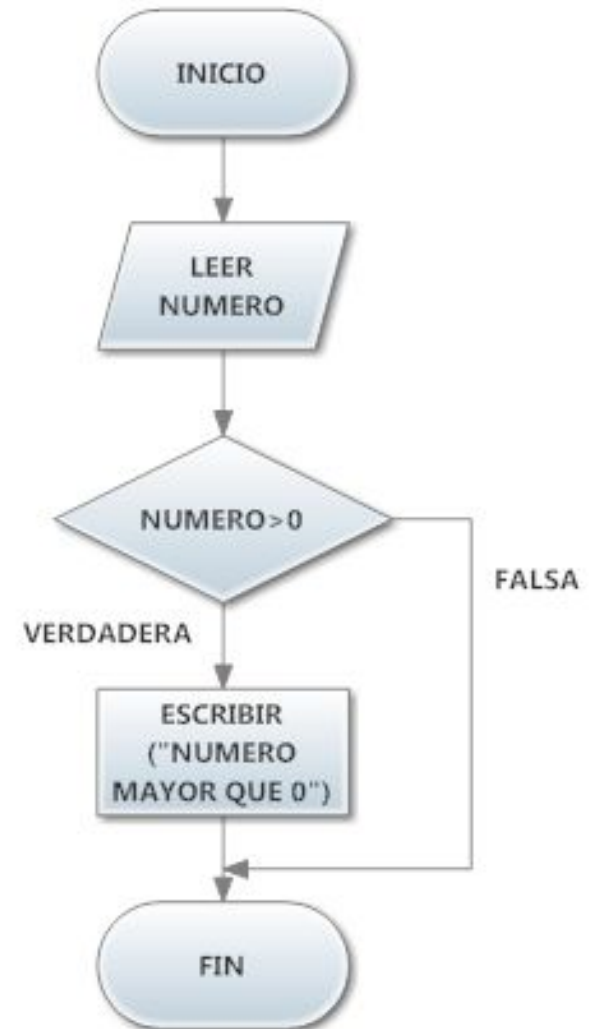 INICIO
LEER
NUMERO
NUMERO>0
FALSA
VERDADERA
ESCRIBIR
("NUMERO
MAYOR QUE 0")
FIN